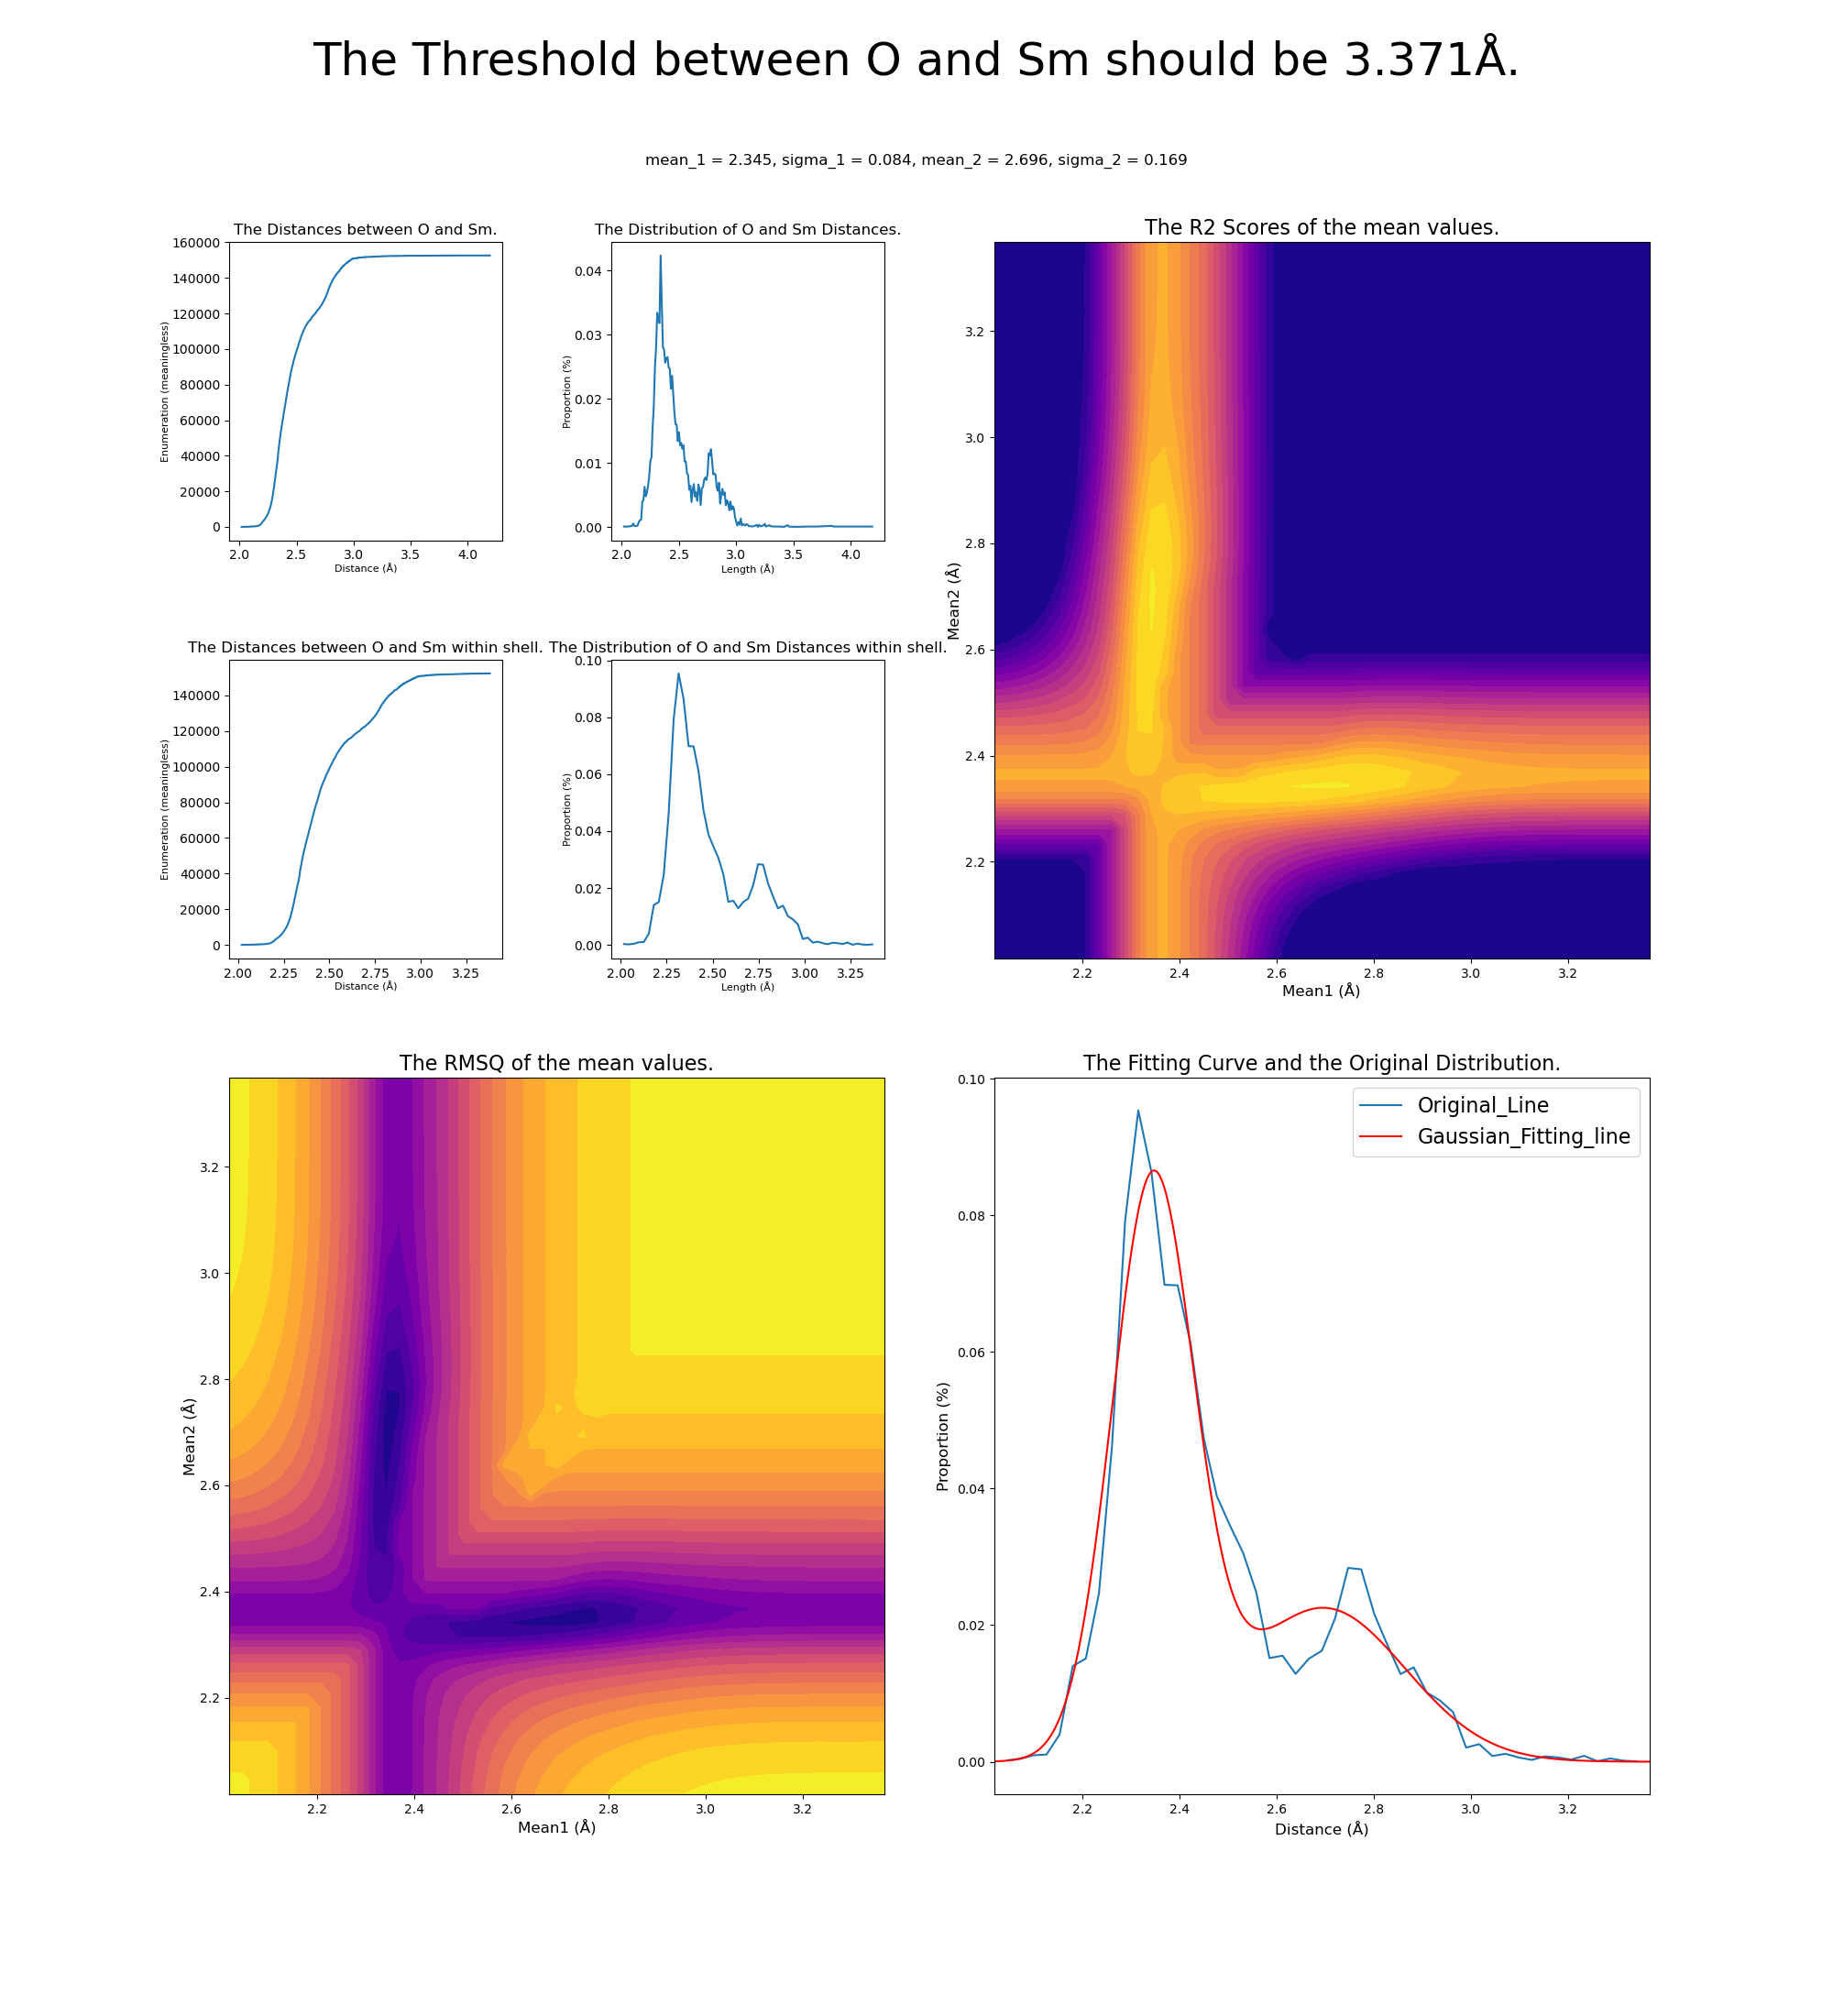 The Threshold between O and Sm should be 3.371Å.
mean_1 = 2.345, sigma_1 = 0.084, mean_2 = 2.696, sigma_2 = 0.169
The Distances between O and Sm.
Enumeration (meaningless)
160000
140000
120000
100000
80000
60000
40000
20000
0
2.0 2.5 3.0 3.5 4.0
Distance (Å)
The Distribution of O and Sm Distances.
Proportion (%)
0.04
0.03
0.02
0.01
0.00
2.0 2.5 3.0 3.5 4.0
Length (Å)
The Distances between O and Sm within shell.
Enumeration (meaningless)
140000
120000
100000
80000
60000
40000
20000
0
2.00 2.25 2.50 2.75 3.00 3.25
Distance (Å)
The Distribution of O and Sm Distances within shell.
Proportion (%)
0.10
0.08
0.06
0.04
0.02
0.00
2.00 2.25 2.50 2.75 3.00 3.25
Length (Å)
The R2 Scores of the mean values.
Mean2 (Å)
3.2
3.0
2.8
2.6
2.4
2.2
2.2 2.4 2.6 2.8 3.0 3.2
Mean1 (Å)
The RMSQ of the mean values.
Mean2 (Å)
3.2
3.0
2.8
2.6
2.4
2.2
2.2 2.4 2.6 2.8 3.0 3.2
Mean1 (Å)
The Fitting Curve and the Original Distribution.
Original_Line
Gaussian_Fitting_line
Proportion (%)
0.10
0.08
0.06
0.04
0.02
0.00
2.2 2.4 2.6 2.8 3.0 3.2
Distance (Å)